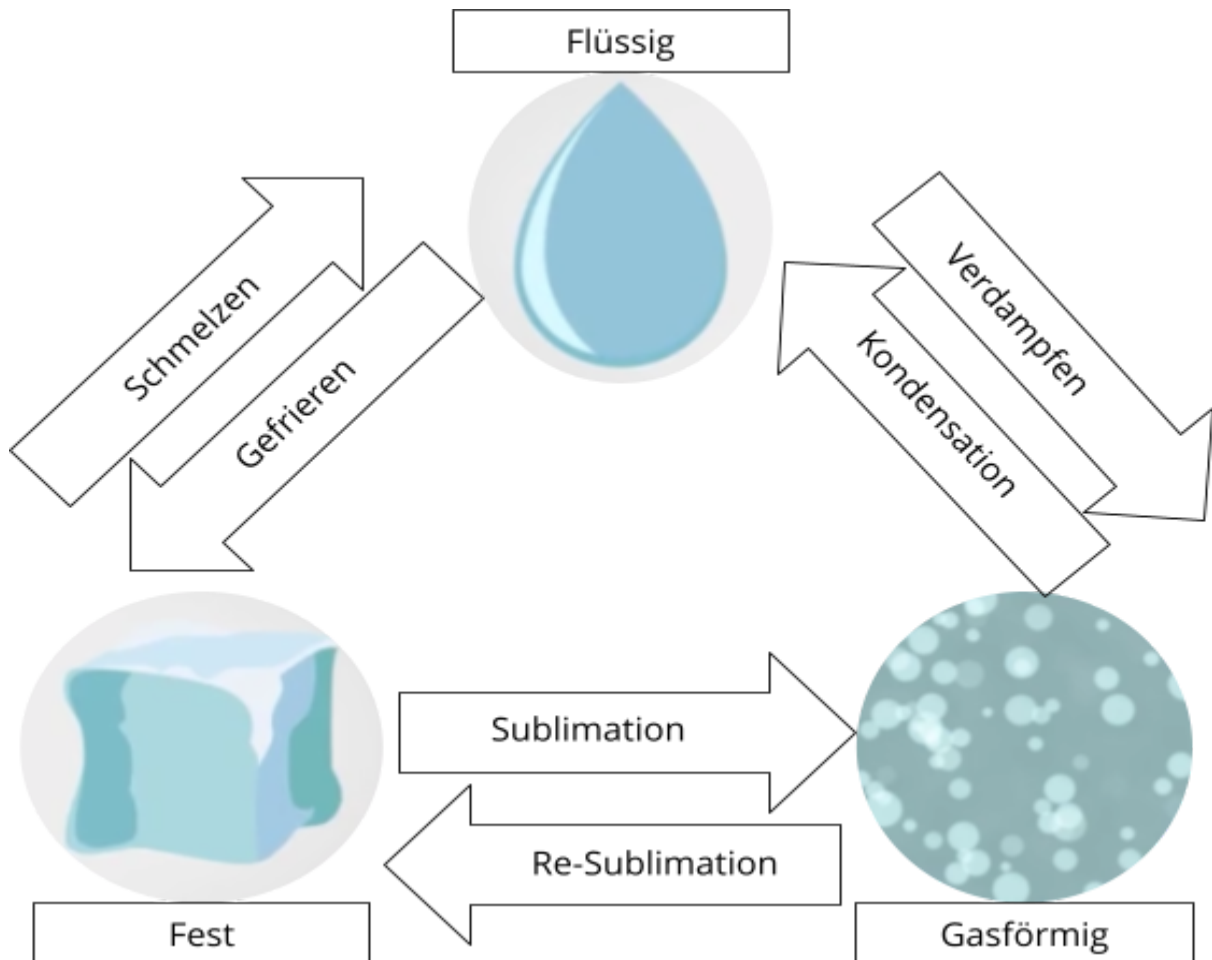 Flüssig
Schmelzen
Gefrieren
Verdampfen
Kondensation
Sublimation
Re-Sublimation
Fest
Gasförmig